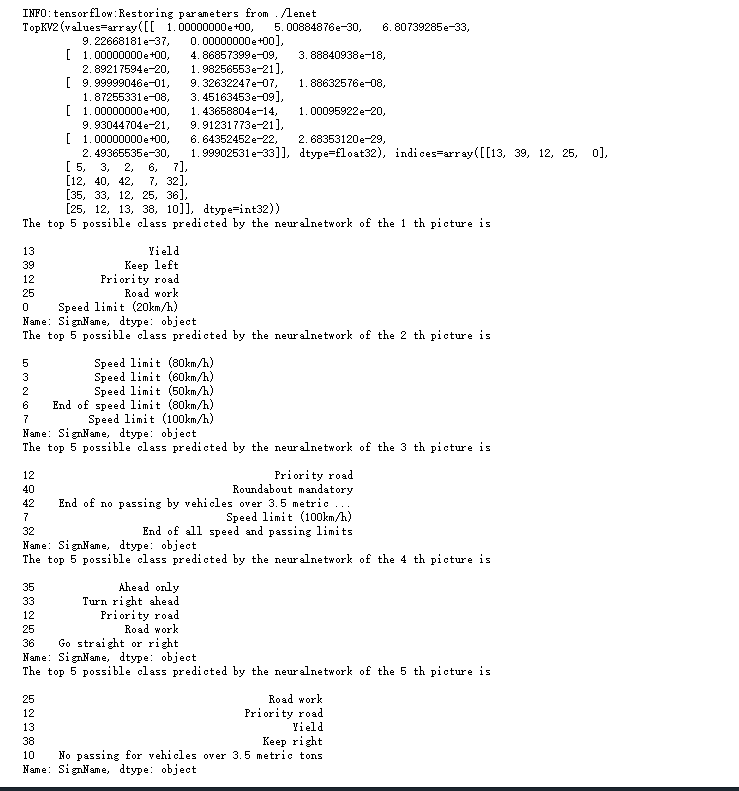 INFO:tensorflow:Restoring parameters from ./lenet
TopKV2(values=array([[  1.00000000e+00,   5.00884876e-30,   6.80739285e-33,
          9.22668181e-37,   0.00000000e+00],
       [  1.00000000e+00,   4.86857399e-09,   3.88840938e-18,
          2.89217594e-20,   1.98256553e-21],
       [  9.99999046e-01,   9.32632247e-07,   1.88632576e-08,
          1.87255331e-08,   3.45163453e-09],
       [  1.00000000e+00,   1.43658804e-14,   1.00095922e-20,
          9.93044704e-21,   9.91231773e-21],
       [  1.00000000e+00,   6.64352452e-22,   2.68353120e-29,
          2.49365535e-30,   1.99902531e-33]], dtype=float32), indices=array([[13, 39, 12, 25,  0],
       [ 5,  3,  2,  6,  7],
       [12, 40, 42,  7, 32],
       [35, 33, 12, 25, 36],
       [25, 12, 13, 38, 10]], dtype=int32))
The top 5 possible class predicted by the neuralnetwork of the 1 th picture is
13                   Yield
39               Keep left
12           Priority road
25               Road work
0     Speed limit (20km/h)
Name: SignName, dtype: object
The top 5 possible class predicted by the neuralnetwork of the 2 th picture is
5           Speed limit (80km/h)
3           Speed limit (60km/h)
2           Speed limit (50km/h)
6    End of speed limit (80km/h)
7          Speed limit (100km/h)
Name: SignName, dtype: object
The top 5 possible class predicted by the neuralnetwork of the 3 th picture is
12                                        Priority road
40                                 Roundabout mandatory
42    End of no passing by vehicles over 3.5 metric ...
7                                 Speed limit (100km/h)
32                  End of all speed and passing limits
Name: SignName, dtype: object
The top 5 possible class predicted by the neuralnetwork of the 4 th picture is
35              Ahead only
33        Turn right ahead
12           Priority road
25               Road work
36    Go straight or right
Name: SignName, dtype: object
The top 5 possible class predicted by the neuralnetwork of the 5 th picture is
25                                       Road work
12                                   Priority road
13                                           Yield
38                                      Keep right
10    No passing for vehicles over 3.5 metric tons
Name: SignName, dtype: object